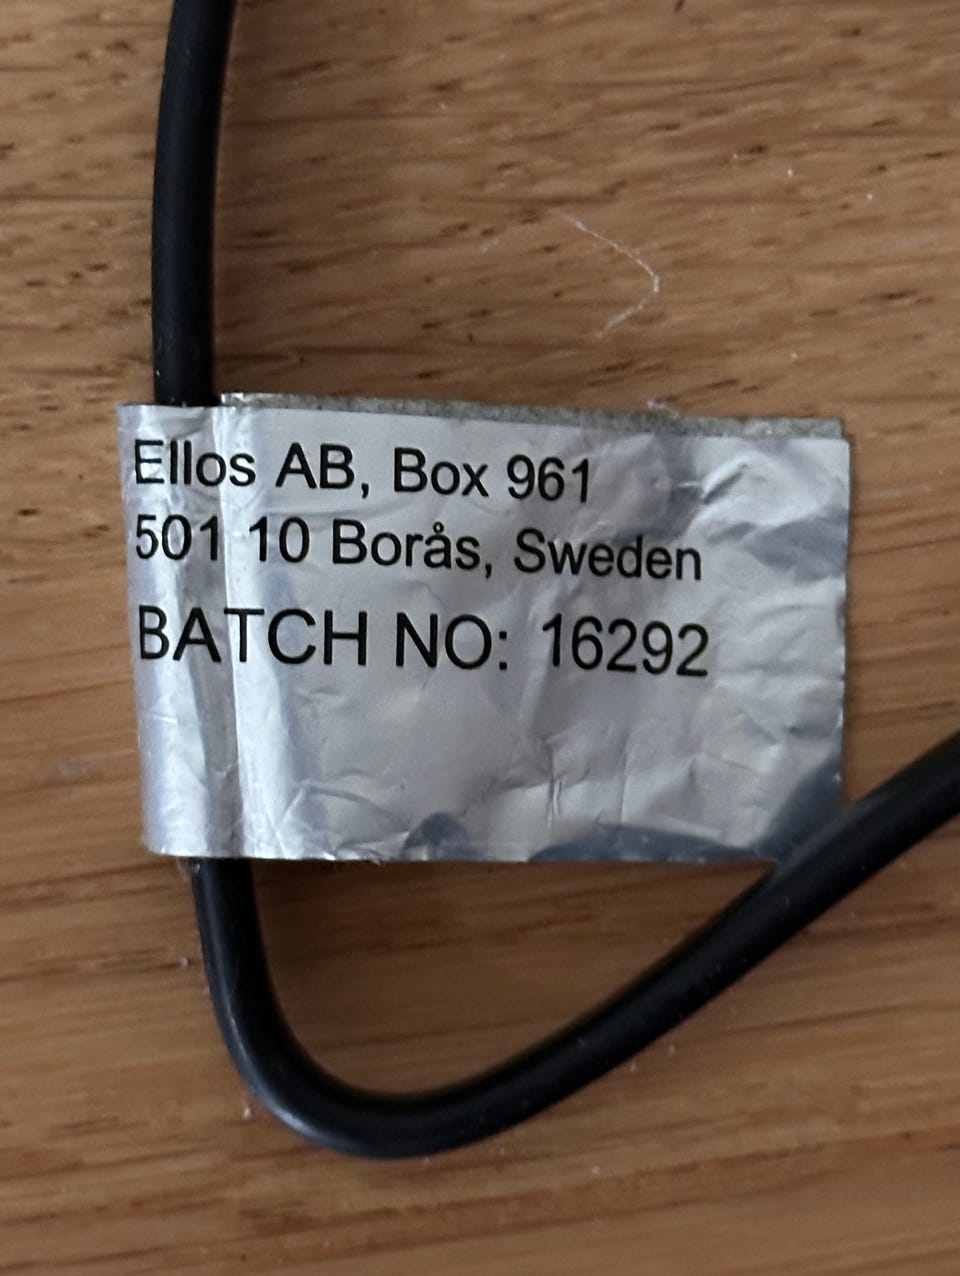 Ellos AB, Box 961
501 10 Borås, Sweden
BATCH NO: 16292